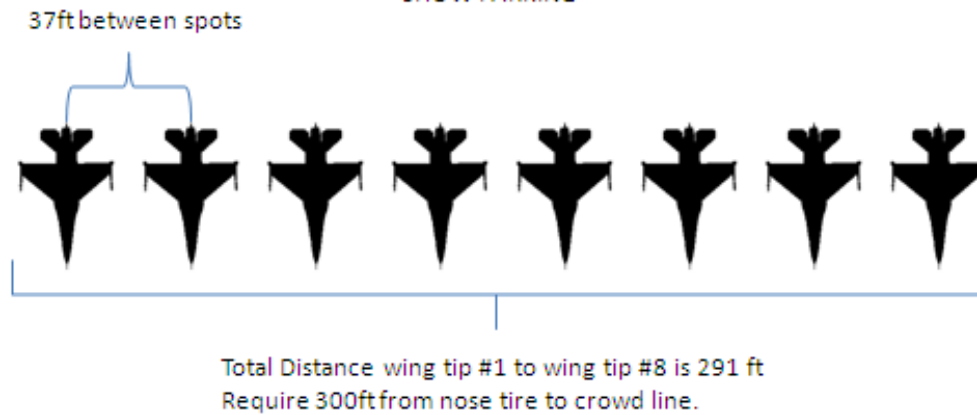 37ft between spots
Total Distance wing tip #1 to wing tip #8 is 291 ft
Require 300ft from nose tire to crowd line.